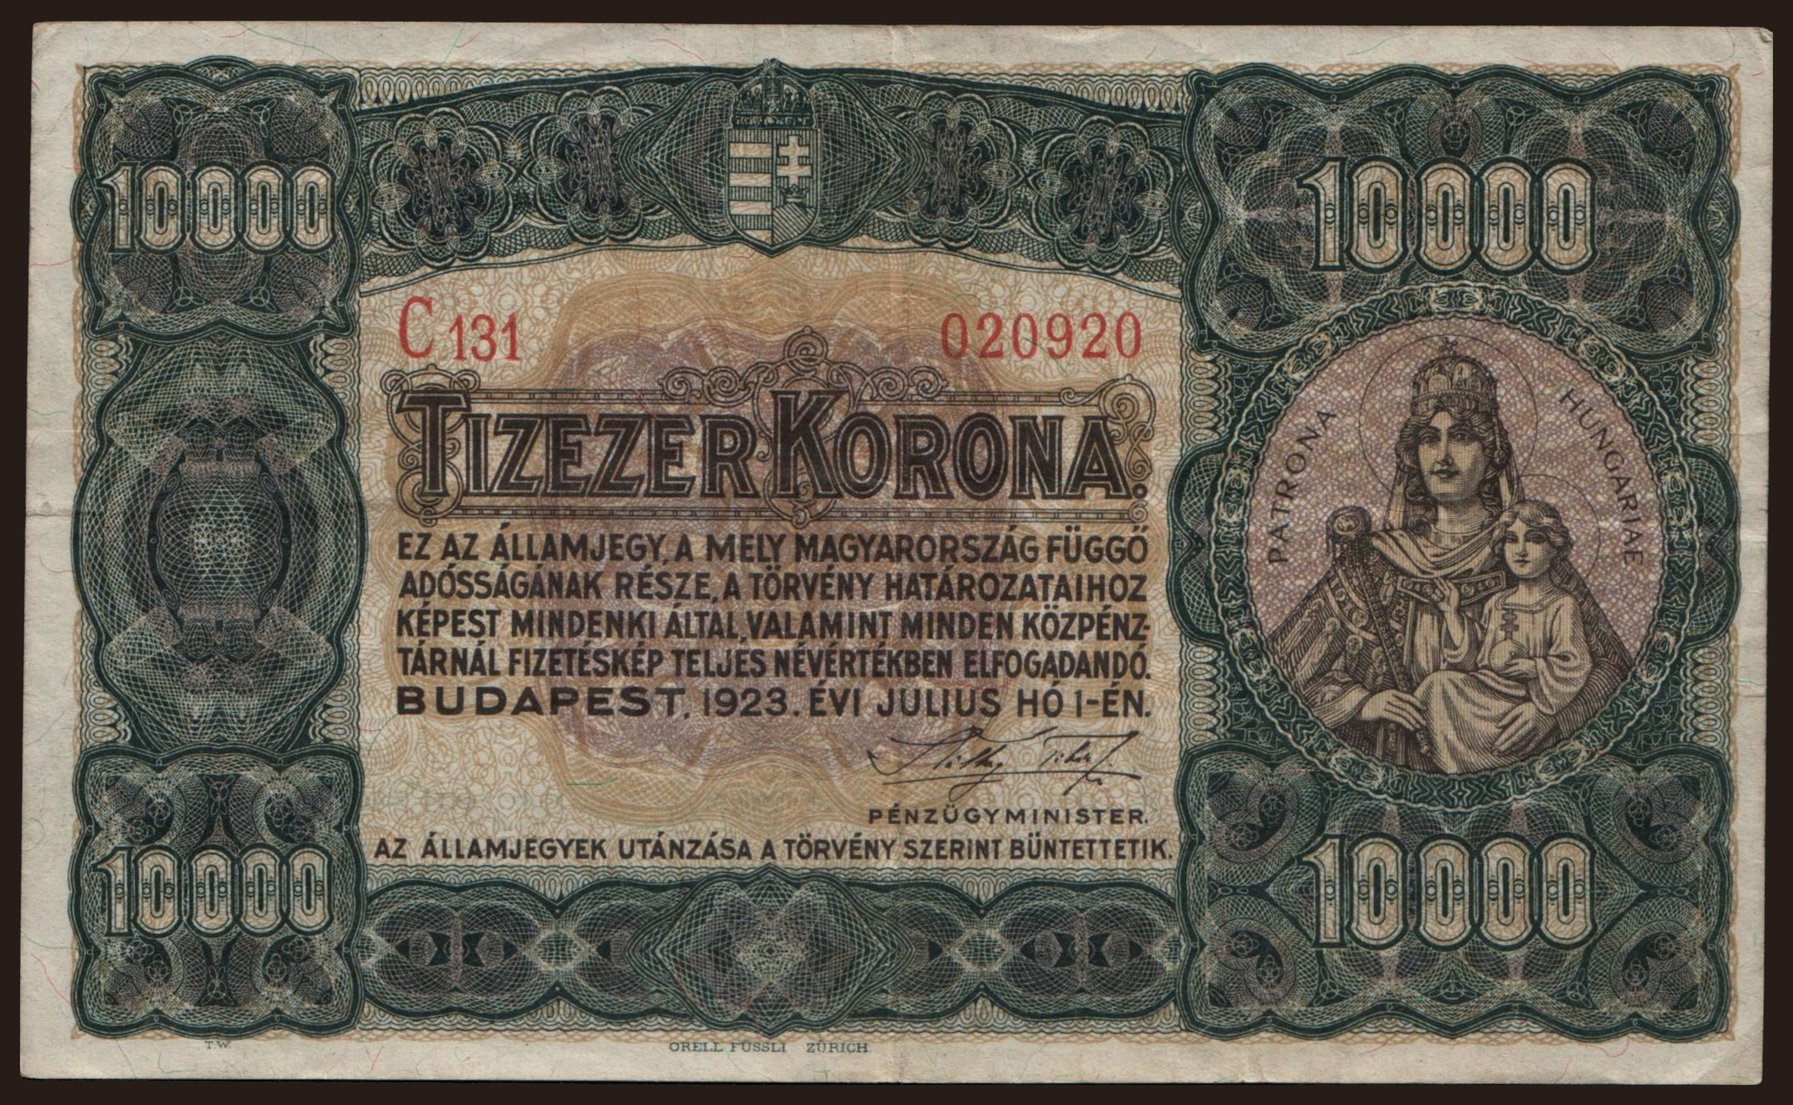 10000
10000
C 131
020920
TIZEZER KORONA.
EZ AZ ÁLLAMJEGY, A MELY MAGYARORSZÁG FÜGGŐ
ADÓSSÁGÁNAK RÉSZE, A TÖRVÉNY HATÁROZATAIHOZ
KÉPEST MINDENKI ÁLTAL, VALAMINT MINDEN KÖZPÉNZ-
TÁRNÁL FIZETÉSKÉP TELJES NÉVÉRTÉKBEN ELFOGADANDÓ.
BUDAPEST, 1923. ÉVI JÚLIUS HÓ 1-ÉN.
PÉNZÜGYMINISTER.
AZ ÁLLAMJEGYEK UTÁNZÁSA A TÖRVÉNY SZERINT BÜNTETTETIK.
PATRONA HUNGARIAE
10000
10000
T.W.
ORELL FÜSSLI ZÜRICH